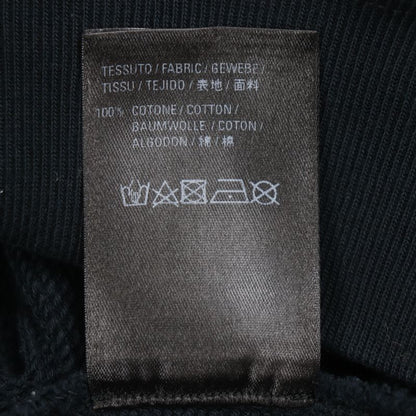 TESSUTO / FABRIC / GEWEBE /
TISSU / TEJIDO / 表地 / 面料
100% COTONE / COTTON /
BAUMWOLLE / COTON /
ALGODON / 綿 / 棉